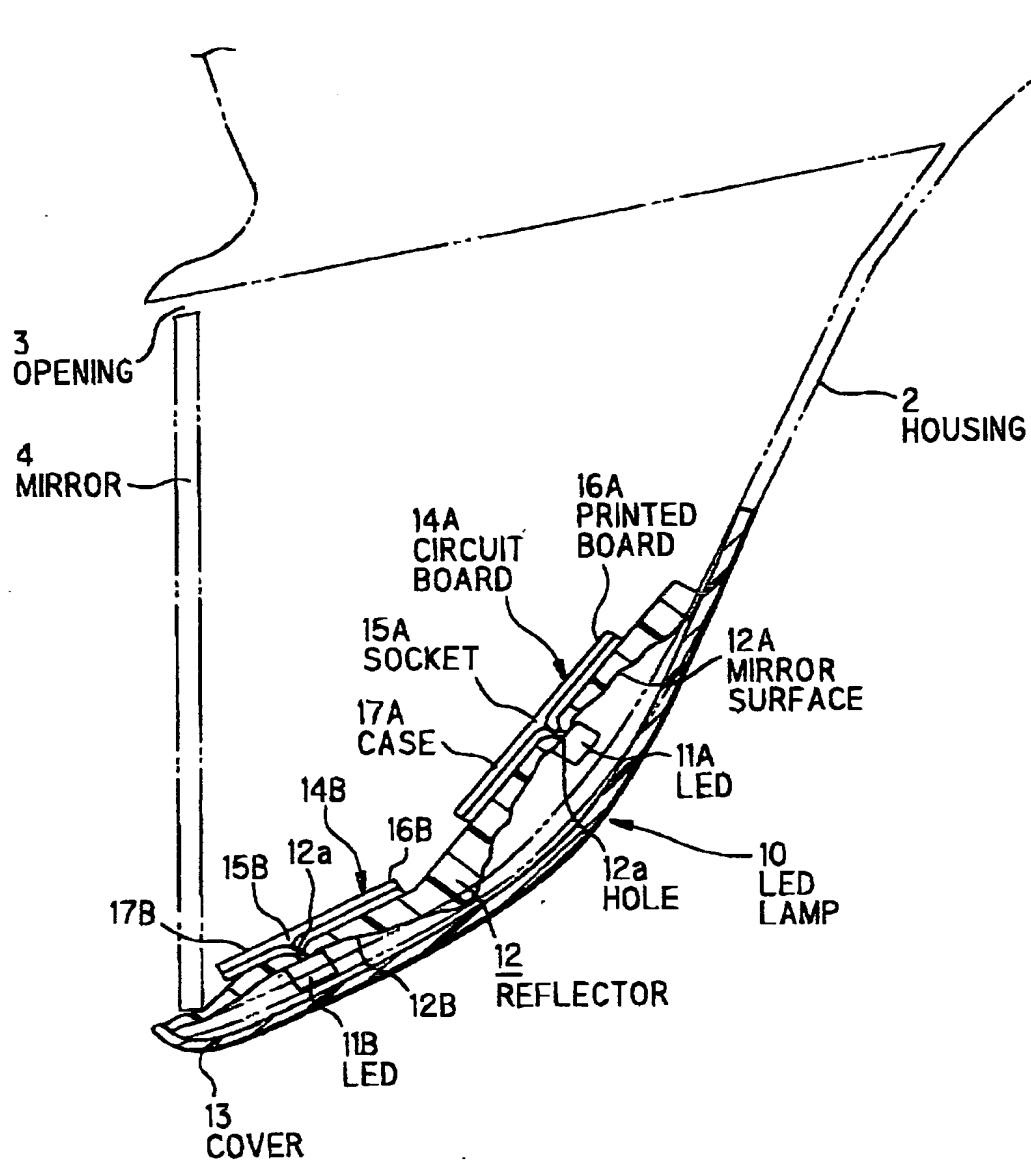 3
OPENING
4
MIRROR
2
HOUSING
16A
PRINTED
BOARD
14A
CIRCUIT
BOARD
15A
SOCKET
17A
CASE
12A
MIRROR
SURFACE
11A
LED
14B
16B
12a
15B
17B
12a
HOLE
10
LED
LAMP
12
REFLECTOR
12B
11B
LED
13
COVER